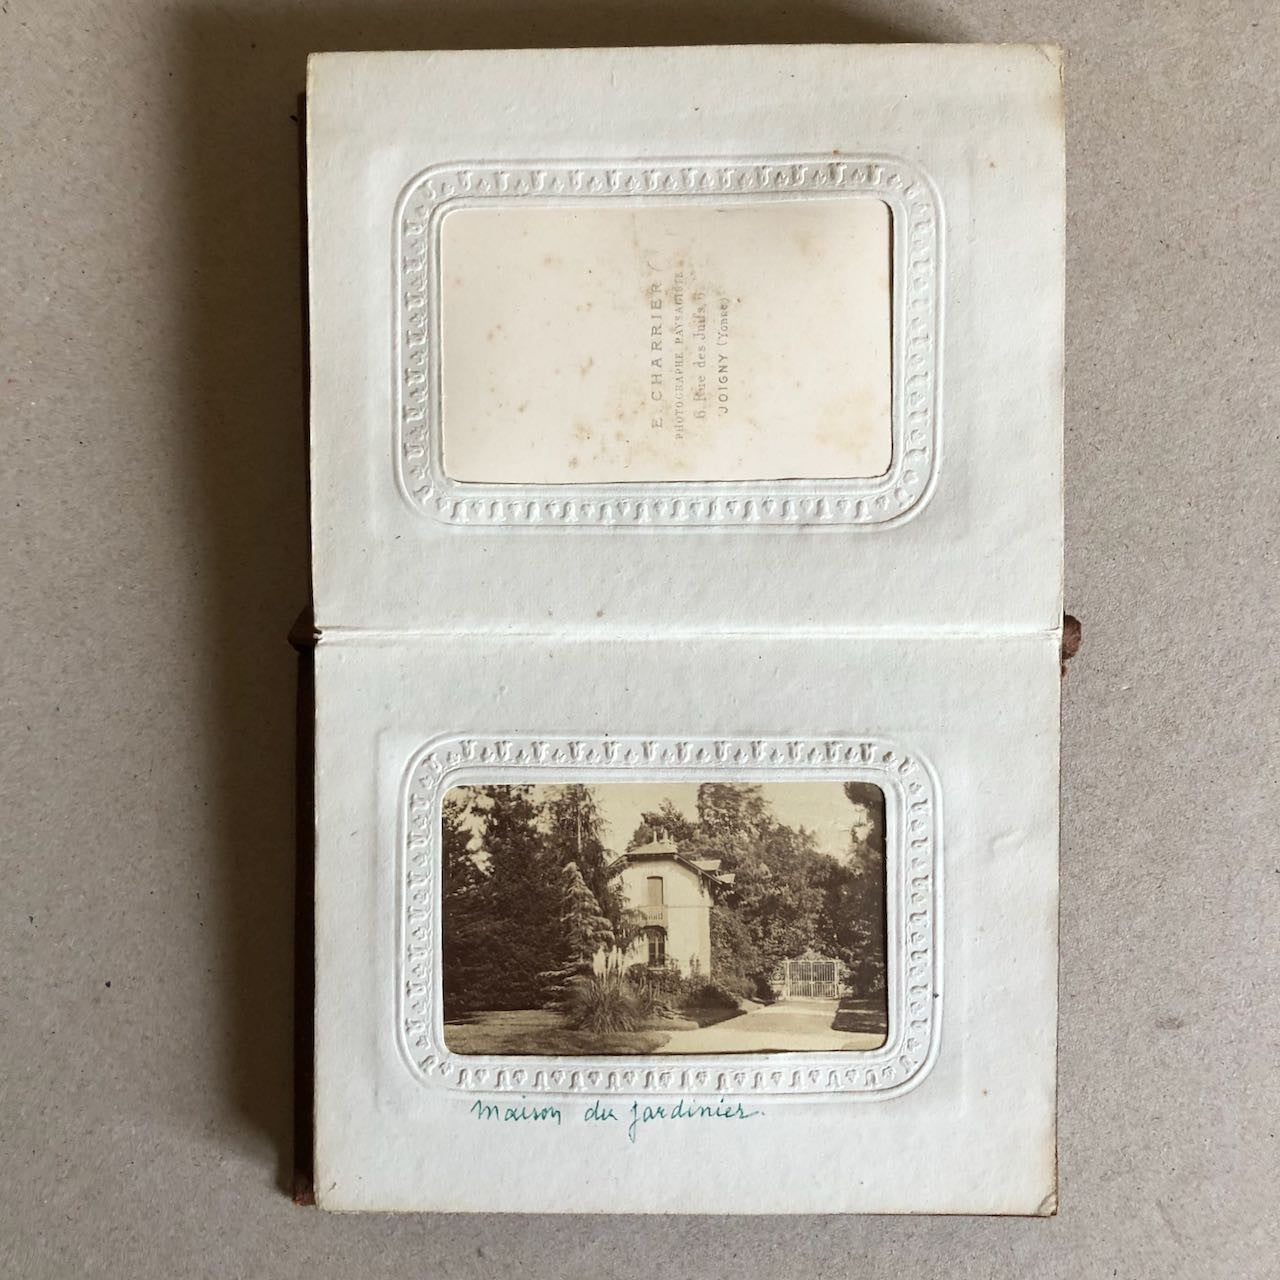 E. CHARRIER
PHOTOGRAPHE PAYSAGISTE
6, Rue des Juifs, 6.
JOIGNY (Yonne)
Maison du jardinier.